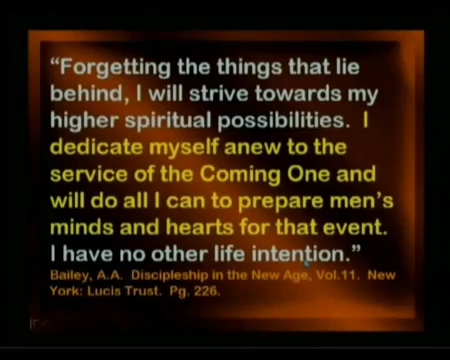 “Forgetting the things that lie
behind, I will strive towards my
higher spiritual possibilities. I
dedicate myself anew to the
service of the Coming One and
will do all I can to prepare men’s
minds and hearts for that event.
I have no other life intention.”
Bailey, A.A. Discipleship in the New Age, Vol.11. New
York: Lucis Trust. Pg. 226.